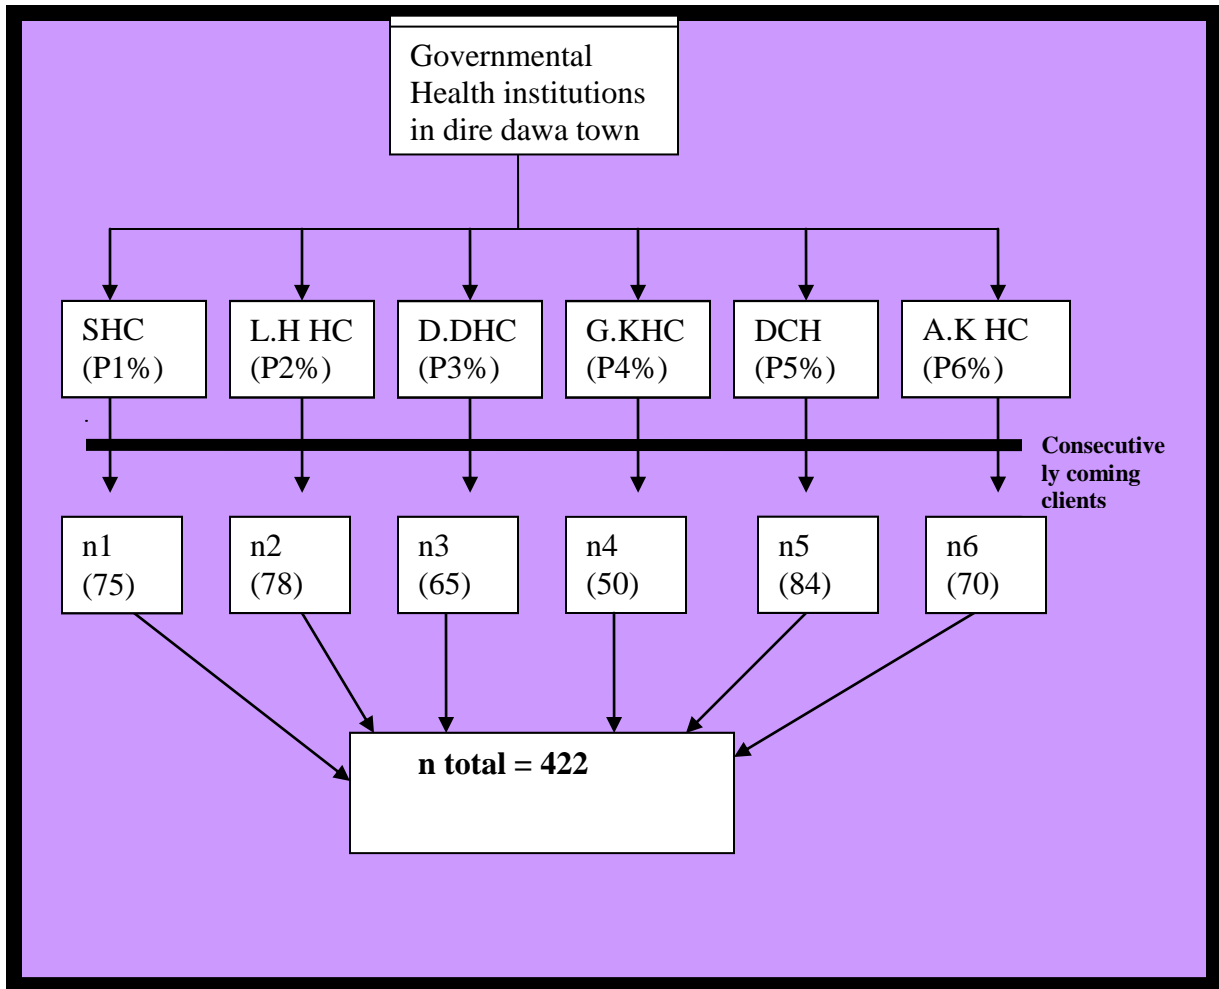 Governmental
Health institutions
in dire dawa town
SHC
(P1%)
L.H HC
(P2%)
D.DHC
(P3%)
G.KHC
(P4%)
DCH
(P5%)
A.K HC
(P6%)
Consecutive
ly coming
clients
n1
(75)
n2
(78)
n3
(65)
n4
(50)
n5
(84)
n6
(70)
n total = 422